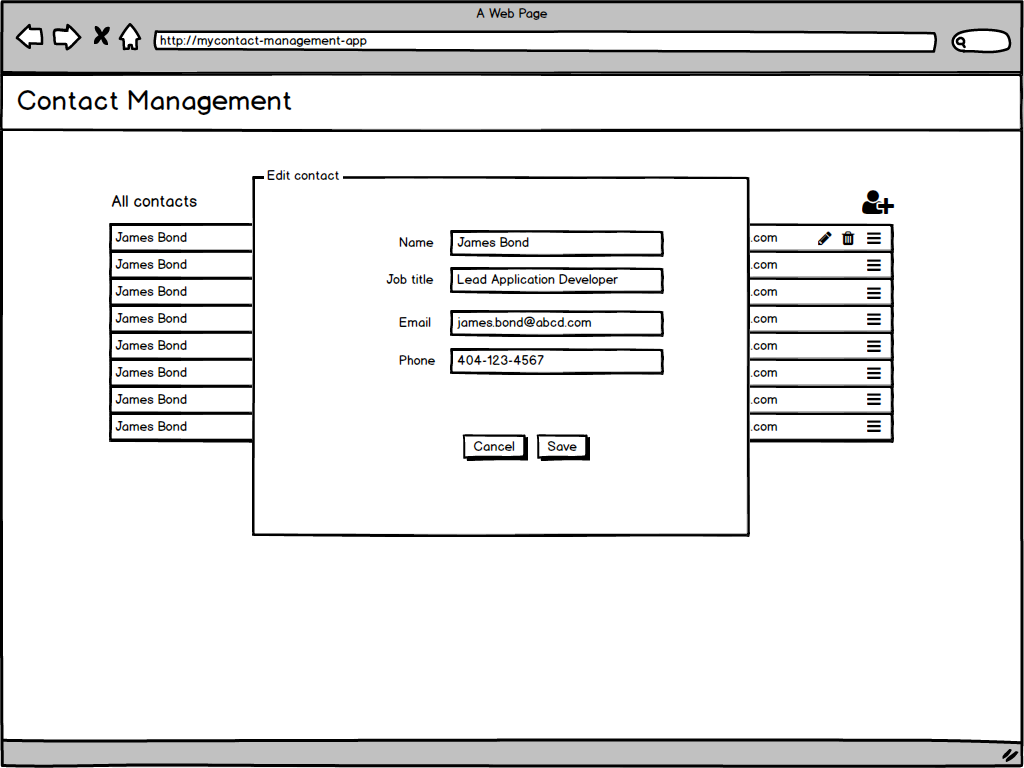 A Web Page
http://mycontact-management-app
Contact Management
Edit contact
All contacts
James Bond .com
James Bond .com
James Bond .com
James Bond .com
James Bond .com
James Bond .com
James Bond .com
James Bond .com
Name James Bond
Job title Lead Application Developer
Email james.bond@abcd.com
Phone 404-123-4567
Cancel Save